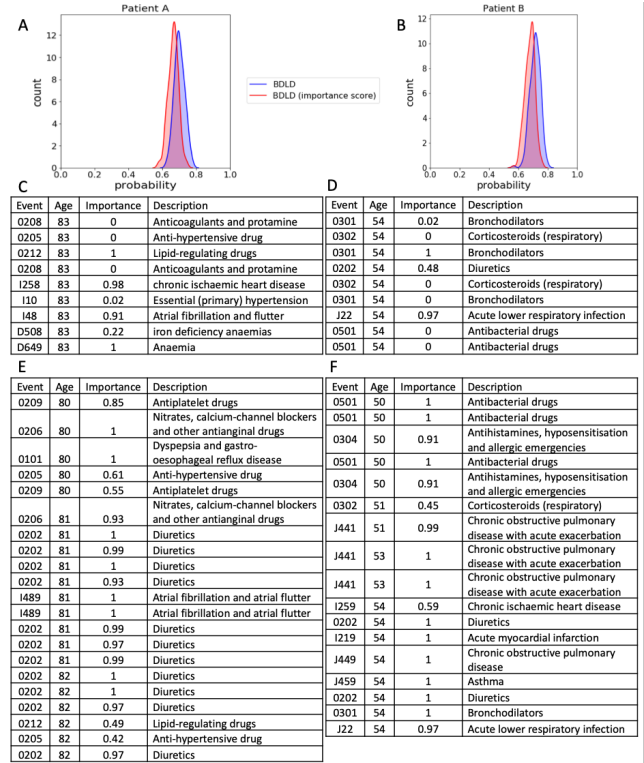 Patient A
Patient B
A
B
12
10
8
6
4
2
0
count
0.0 0.2 0.4 0.6 0.8 1.0
probability
BDLD
BDLD (importance score)
12
10
8
6
4
2
0
count
0.0 0.2 0.4 0.6 0.8 1.0
probability
C
Event Age Importance Description
0208 83 0 Anticoagulants and protamine
0205 83 0 Anti-hypertensive drug
0212 83 1 Lipid-regulating drugs
0208 83 0 Anticoagulants and protamine
I258 83 0.98 chronic ischaemic heart disease
I10 83 0.02 Essential (primary) hypertension
I48 83 0.91 Atrial fibrillation and flutter
D508 83 0.22 iron deficiency anaemias
D649 83 1 Anaemia
D
Event Age Importance Description
0301 54 0.02 Bronchodilators
0302 54 0 Corticosteroids (respiratory)
0301 54 1 Bronchodilators
0202 54 0.48 Diuretics
0302 54 0 Corticosteroids (respiratory)
0301 54 0 Bronchodilators
J22 54 0.97 Acute lower respiratory infection
0501 54 0 Antibacterial drugs
0501 54 0 Antibacterial drugs
E
Event Age Importance Description
0209 80 0.85 Antiplatelet drugs
0206 80 1 Nitrates, calcium-channel blockers
and other antianginal drugs
0101 80 1 Dyspepsia and gastro-
oesophageal reflux disease
0205 80 0.61 Anti-hypertensive drug
0209 80 0.55 Antiplatelet drugs
0206 81 0.93 Nitrates, calcium-channel blockers
and other antianginal drugs
0202 81 1 Diuretics
0202 81 0.99 Diuretics
0202 81 1 Diuretics
0202 81 0.93 Diuretics
I489 81 1 Atrial fibrillation and atrial flutter
I489 81 1 Atrial fibrillation and atrial flutter
0202 81 0.99 Diuretics
0202 81 0.97 Diuretics
0202 81 0.99 Diuretics
0202 82 1 Diuretics
0202 82 1 Diuretics
0202 82 0.97 Diuretics
0212 82 0.49 Lipid-regulating drugs
0205 82 0.42 Anti-hypertensive drug
0202 82 0.97 Diuretics
F
Event Age Importance Description
0501 50 1 Antibacterial drugs
0501 50 1 Antibacterial drugs
0304 50 0.91 Antihistamines, hyposensitisation
and allergic emergencies
0501 50 1 Antibacterial drugs
0304 50 0.91 Antihistamines, hyposensitisation
and allergic emergencies
0302 51 0.45 Corticosteroids (respiratory)
J441 51 0.99 Chronic obstructive pulmonary
disease with acute exacerbation
J441 53 1 Chronic obstructive pulmonary
disease with acute exacerbation
J441 53 1 Chronic obstructive pulmonary
disease with acute exacerbation
I259 54 0.59 Chronic ischaemic heart disease
0202 54 1 Diuretics
I219 54 1 Acute myocardial infarction
J449 54 1 Chronic obstructive pulmonary
disease
J459 54 1 Asthma
0202 54 1 Diuretics
0301 54 1 Bronchodilators
J22 54 0.97 Acute lower respiratory infection